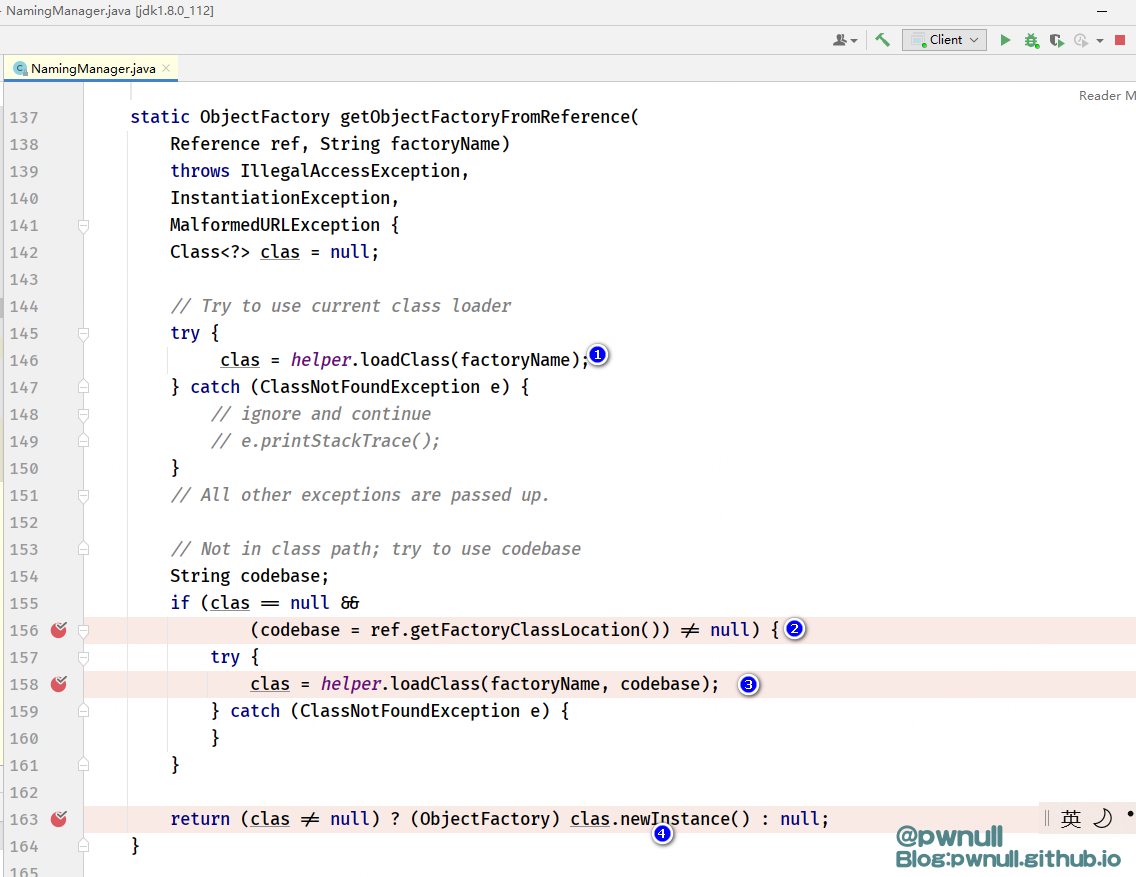 NamingManager.java [jdk1.8.0_112]
Client
NamingManager.java
Reader M
137 static ObjectFactory getObjectFactoryFromReference(
138 Reference ref, String factoryName)
139 throws IllegalAccessException,
140 InstantiationException,
141 MalformedURLException {
142 Class<?> clas = null;
143
144 // Try to use current class loader
145 try {
146 clas = helper.loadClass(factoryName); 1
147 } catch (ClassNotFoundException e) {
148 // ignore and continue
149 // e.printStackTrace();
150 }
151 // All other exceptions are passed up.
152
153 // Not in class path; try to use codebase
154 String codebase;
155 if (clas == null &&
156 (codebase = ref.getFactoryClassLocation()) != null) { 2
157 try {
158 clas = helper.loadClass(factoryName, codebase); 3
159 } catch (ClassNotFoundException e) {
160 }
161 }
162
163 return (clas != null) ? (ObjectFactory) clas.newInstance() : null;
4
英
164 }
165
@pwnull
Blog:pwnull.github.io